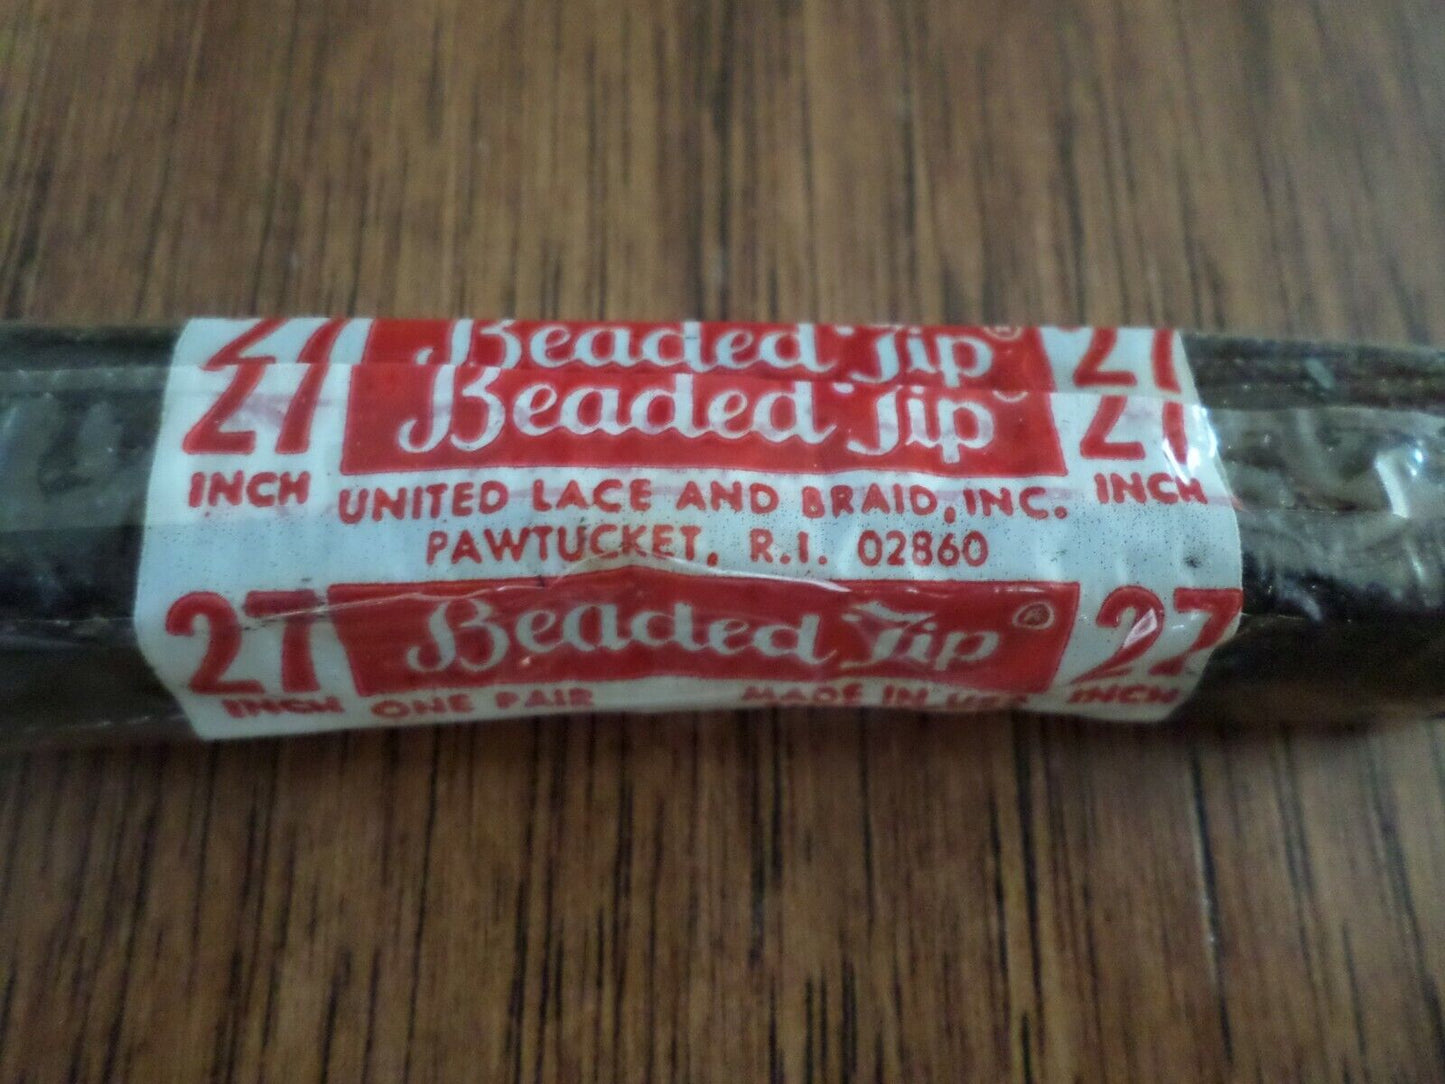 27 Beaded Tip ® 27
27 Beaded Tip 27
INCH UNITED LACE AND BRAID, INC. INCH
PAWTUCKET, R.I. 02860
27 Beaded Tip ® 27
INCH ONE PAIR MADE IN INCH